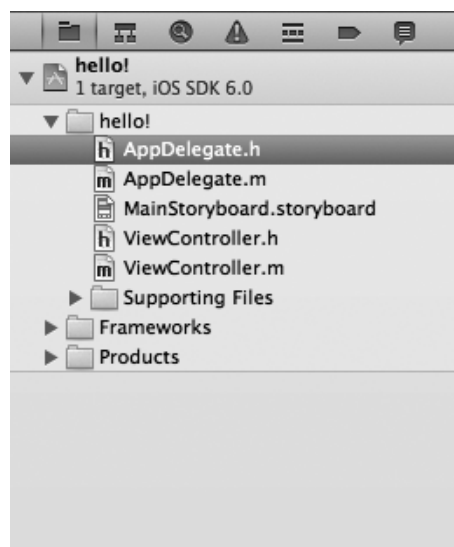 hello!
1 target, iOS SDK 6.0
hello!
h AppDelegate.h
m AppDelegate.m
MainStoryboard.storyboard
h ViewController.h
m ViewController.m
Supporting Files
Frameworks
Products